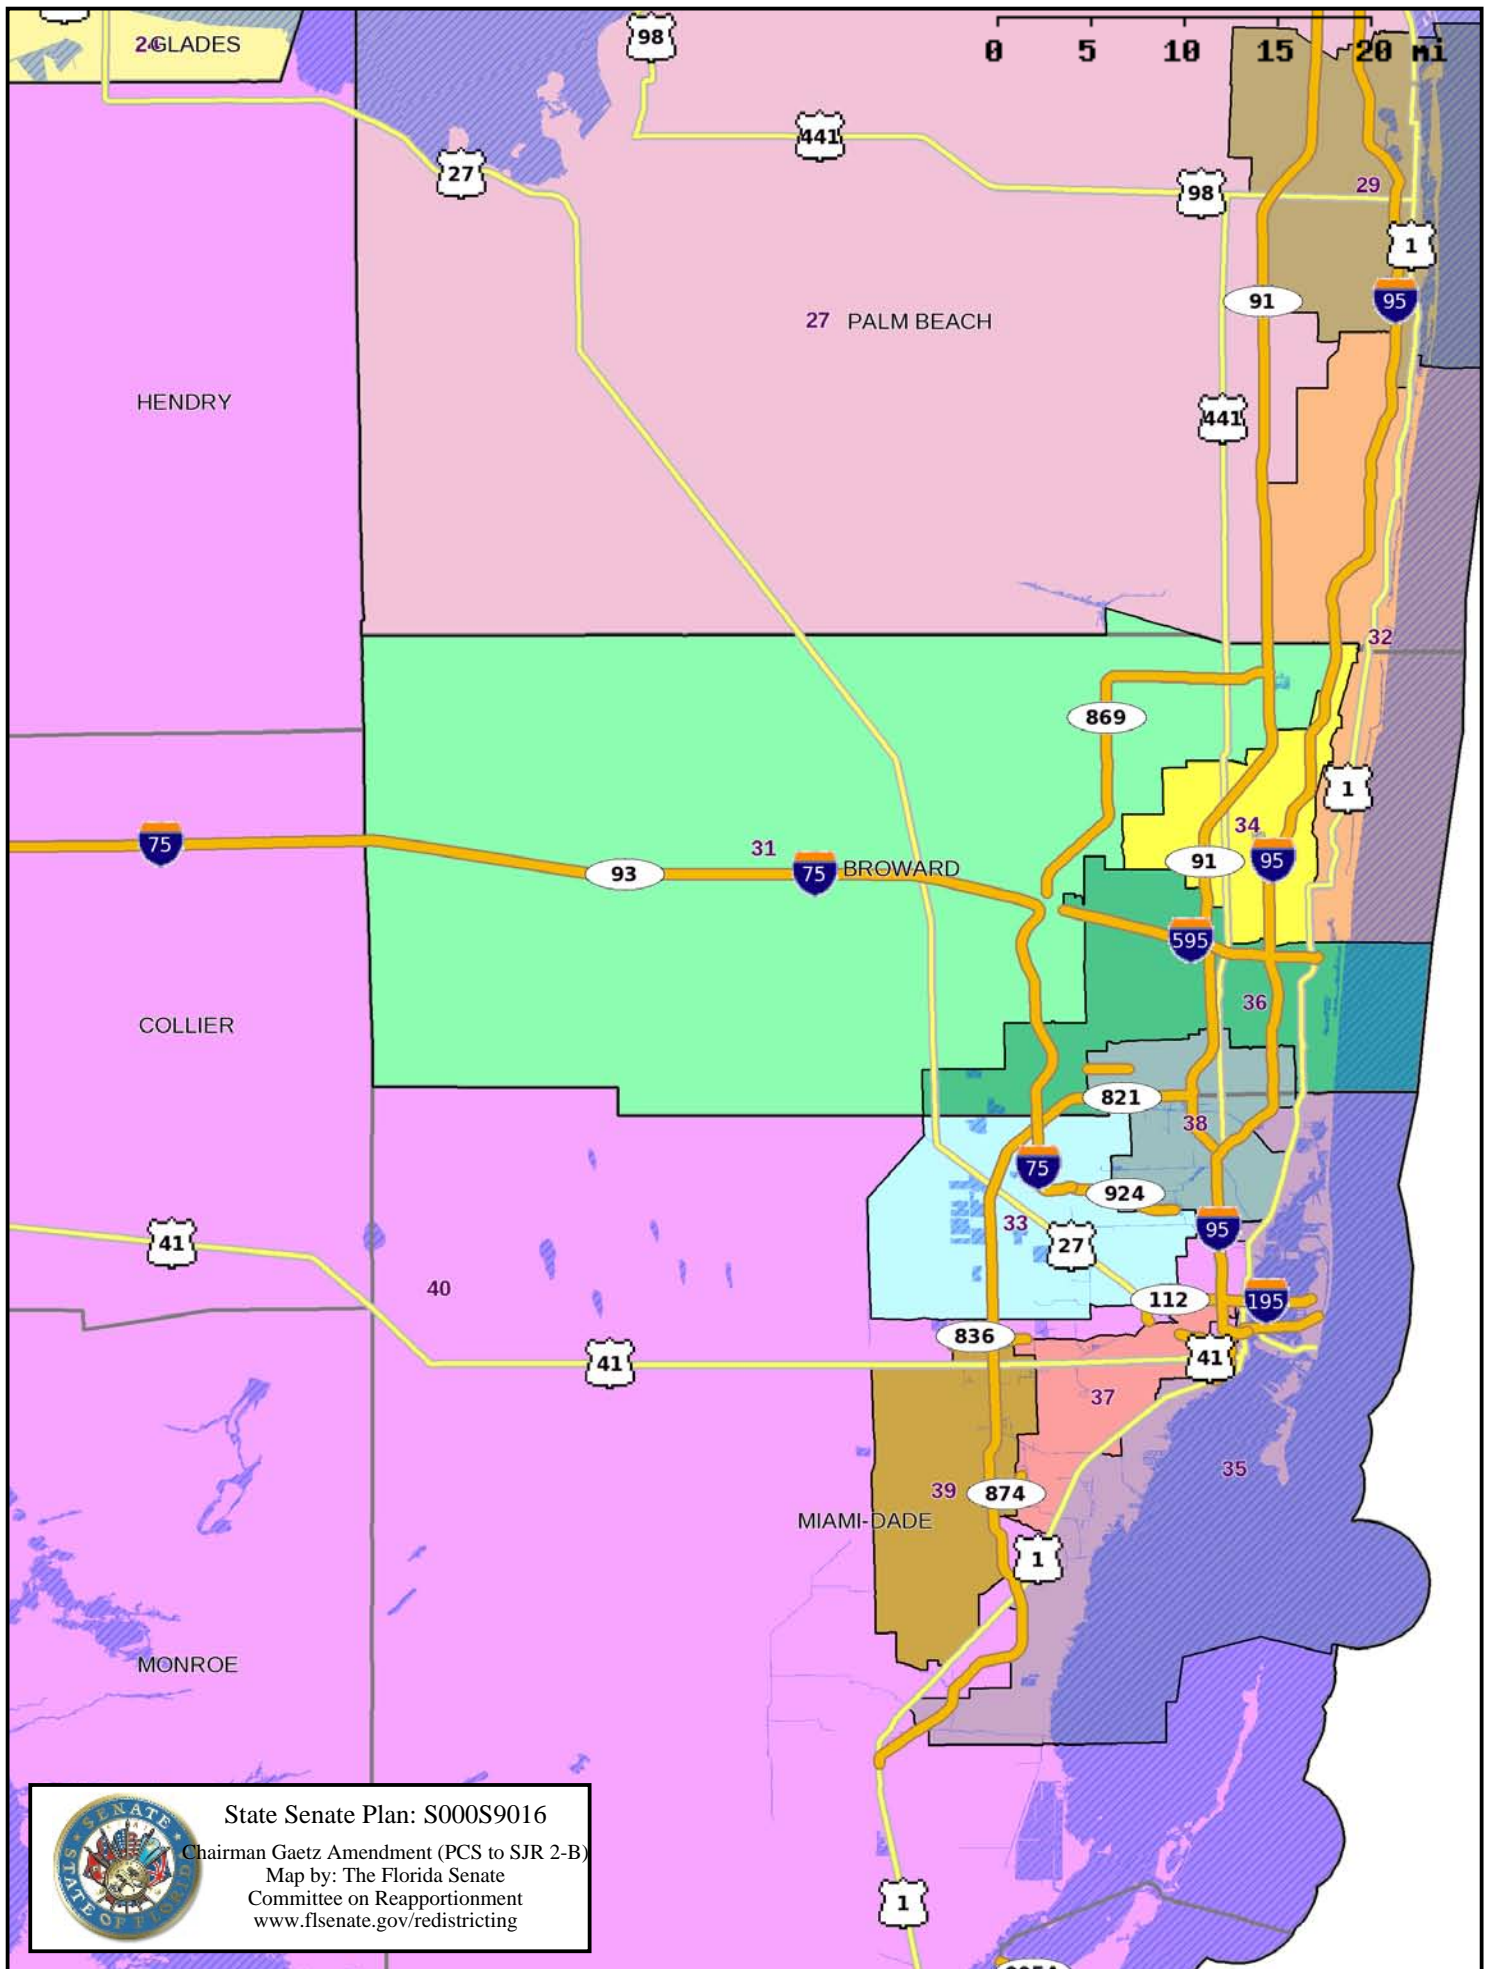 98
0 5 10 15 20 mi
24
GLADES
441
27
98
29
1
91
95
27 PALM BEACH
HENDRY
441
32
869
1
34
75
31
93
75
BROWARD
91
95
595
36
COLLIER
821
38
75
924
33
95
41
27
40
112
195
836
41
41
37
35
39
874
MIAMI-DADE
1
MONROE
SENATE
STATE OF FLORIDA
State Senate Plan: S000S9016
Chairman Gaetz Amendment (PCS to SJR 2-B)
Map by: The Florida Senate
Committee on Reapportionment
www.flsenate.gov/redistricting
1